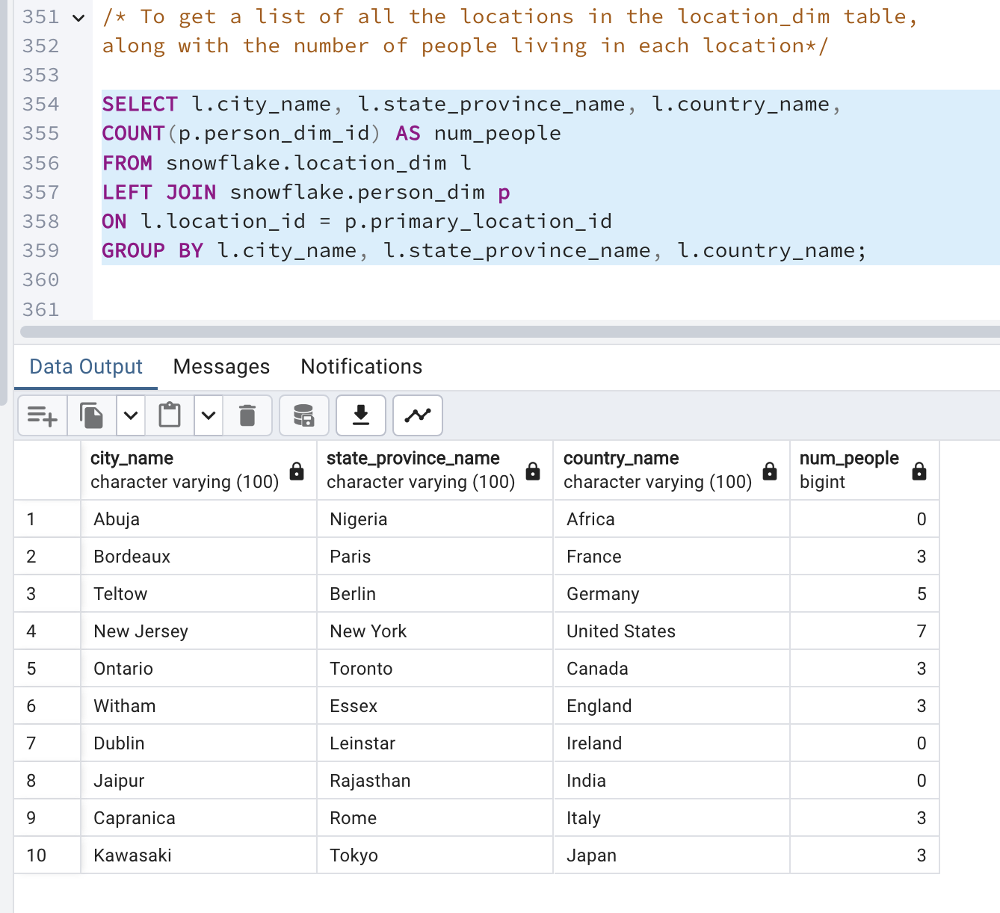 351 /* To get a list of all the locations in the location_dim table,
352 along with the number of people living in each location*/
353
354 SELECT l.city_name, l.state_province_name, l.country_name,
355 COUNT(p.person_dim_id) AS num_people
356 FROM snowflake.location_dim l
357 LEFT JOIN snowflake.person_dim p
358 ON l.location_id = p.primary_location_id
359 GROUP BY l.city_name, l.state_province_name, l.country_name;
360
361
Data Output Messages Notifications
city_name state_province_name country_name num_people
character varying (100) character varying (100) character varying (100) bigint
1 Abuja Nigeria Africa 0
2 Bordeaux Paris France 3
3 Teltow Berlin Germany 5
4 New Jersey New York United States 7
5 Ontario Toronto Canada 3
6 Witham Essex England 3
7 Dublin Leinstar Ireland 0
8 Jaipur Rajasthan India 0
9 Capranica Rome Italy 3
10 Kawasaki Tokyo Japan 3